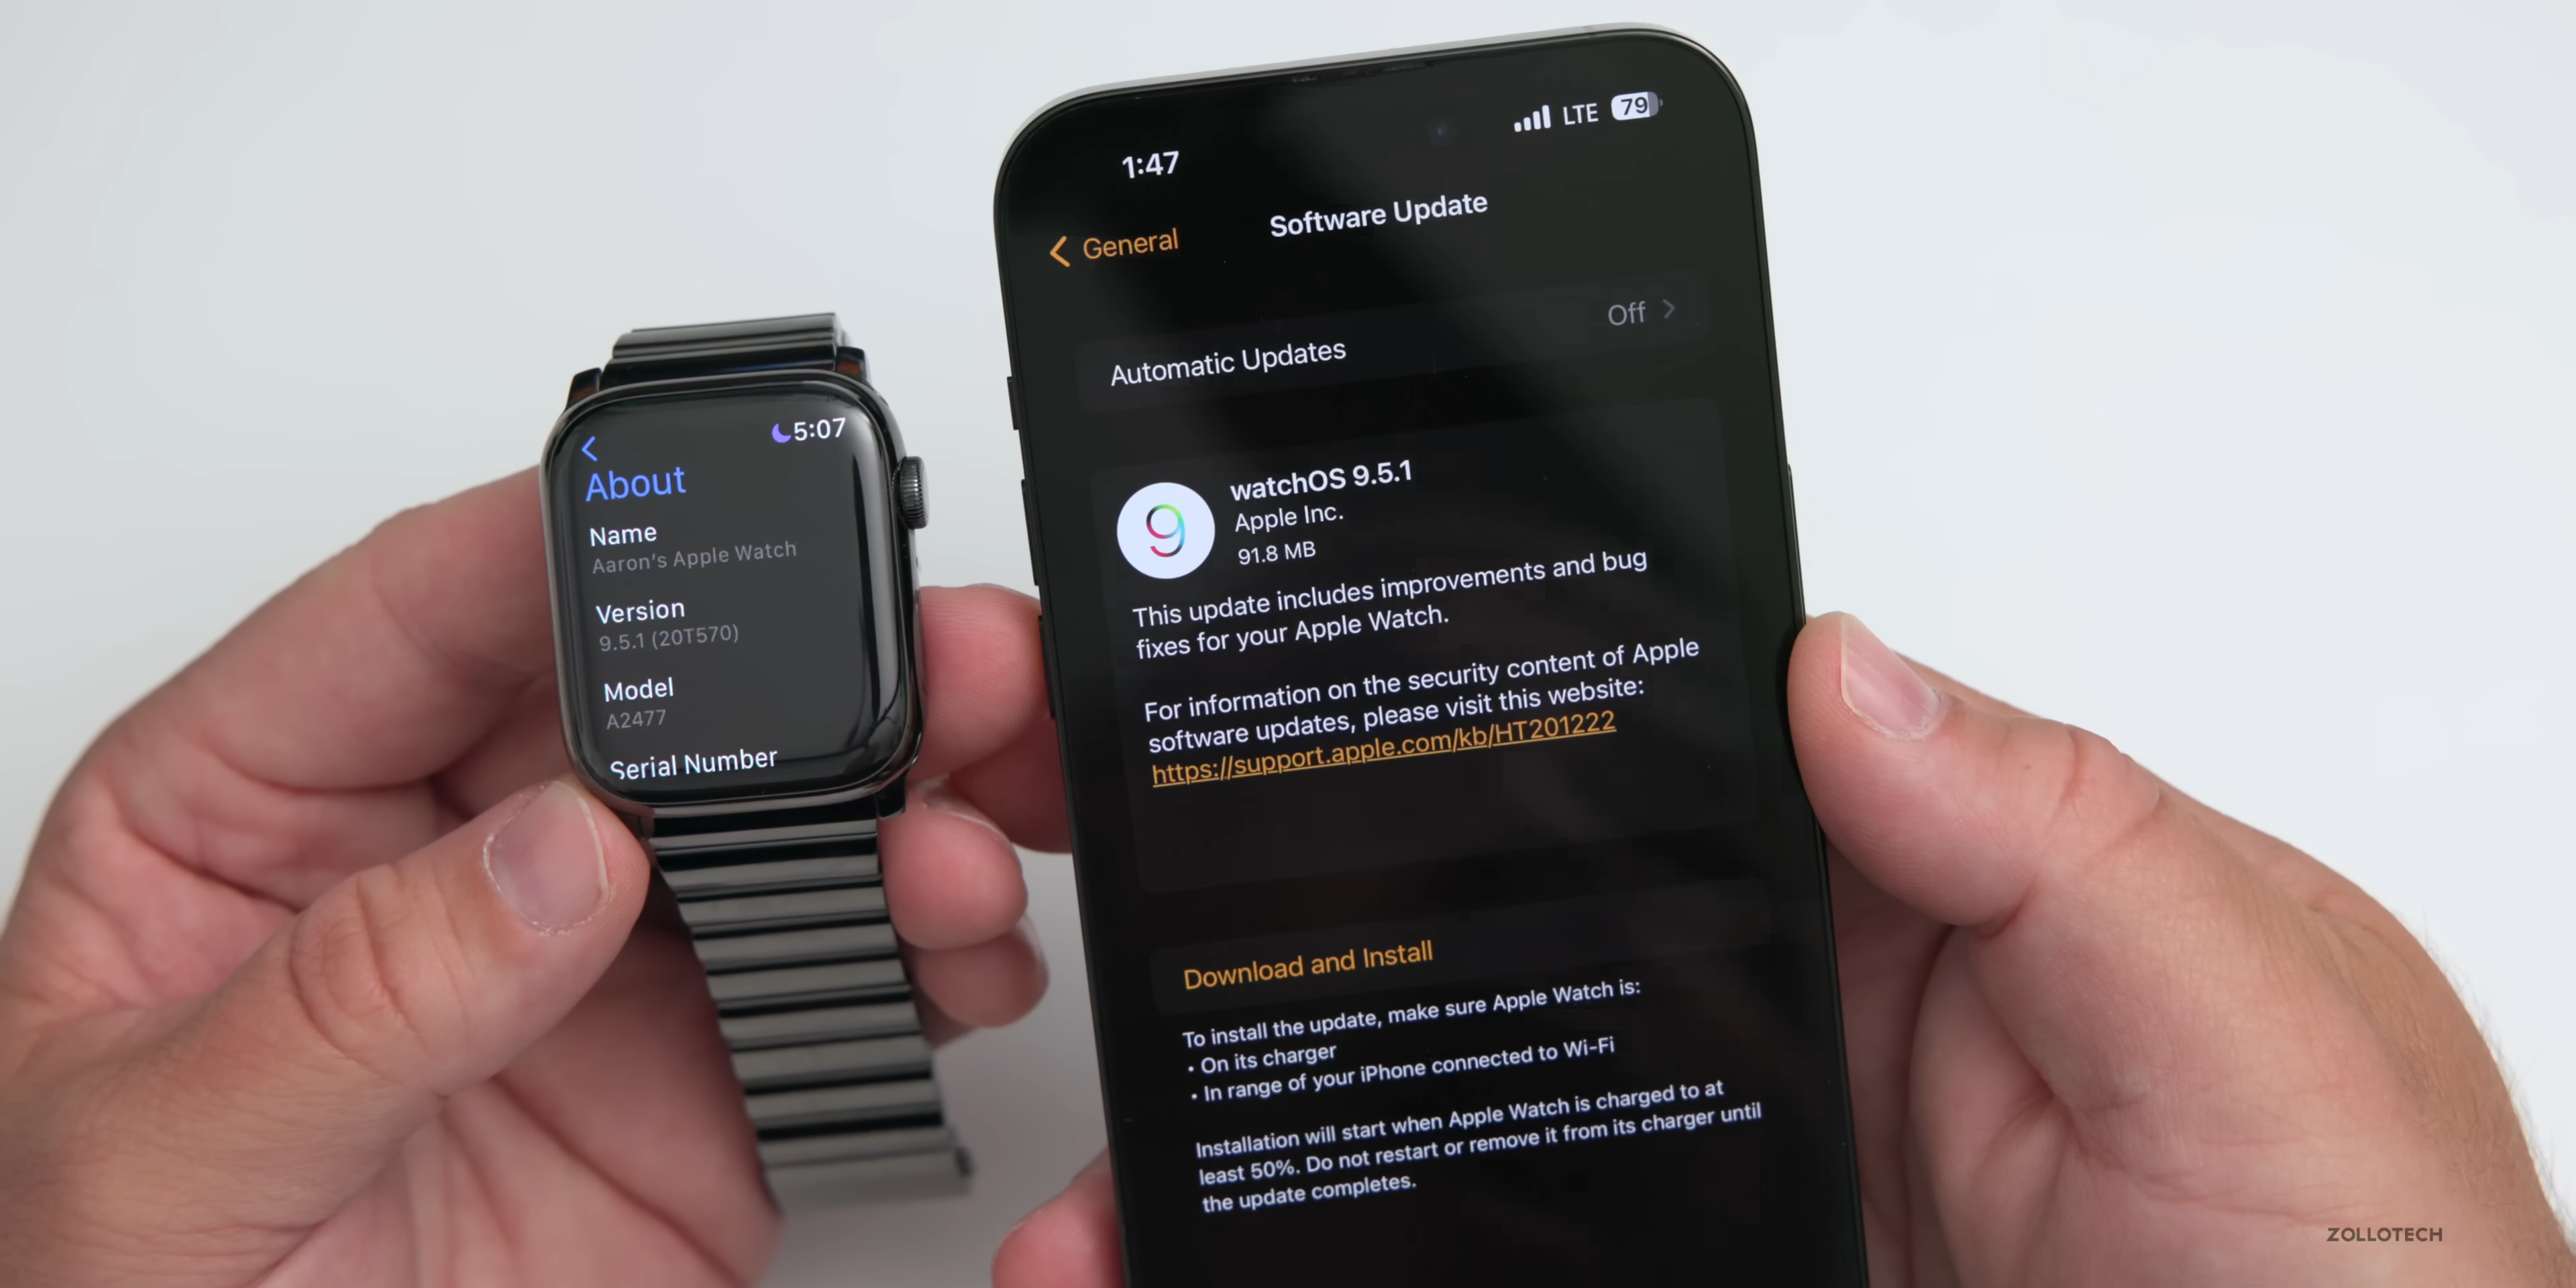 5:07
About
Name
Aaron's Apple Watch
Version
9.5.1 (20T570)
Model
A2477
Serial Number
1:47
LTE 79
General
Software Update
Automatic Updates
Off
9
watchOS 9.5.1
Apple Inc.
91.8 MB
This update includes improvements and bug
fixes for your Apple Watch.
For information on the security content of Apple
software updates, please visit this website:
https://support.apple.com/kb/HT201222
Download and Install
To install the update, make sure Apple Watch is:
• On its charger
• In range of your iPhone connected to Wi-Fi
Installation will start when Apple Watch is charged to at
least 50%. Do not restart or remove it from its charger until
the update completes.
ZOLLOTECH